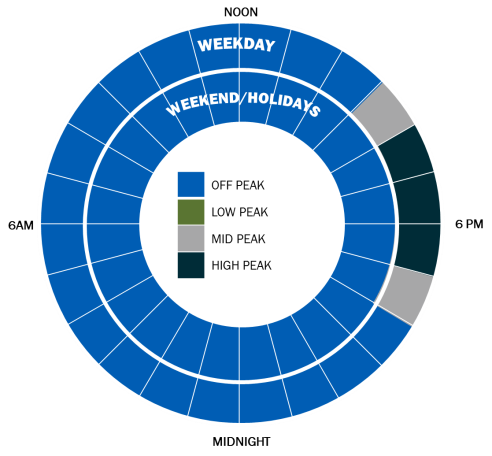 NOON
WEEKDAY
WEEKEND/HOLIDAYS
OFF PEAK
LOW PEAK
MID PEAK
HIGH PEAK
6AM
6 PM
MIDNIGHT